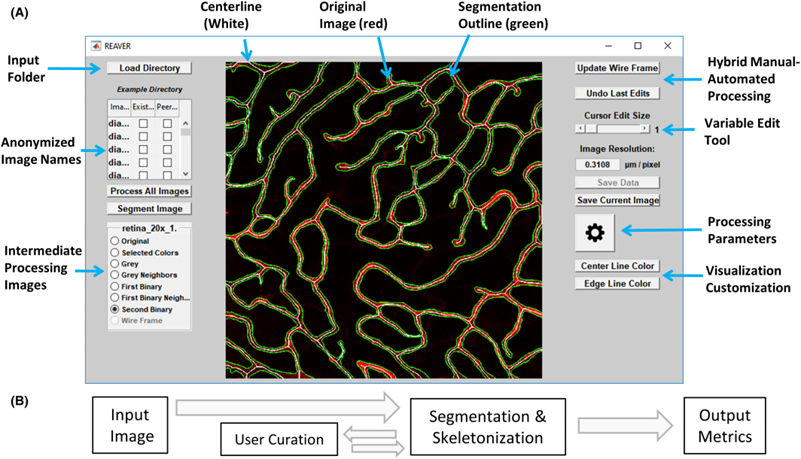 (A)
Centerline
(White)
Original
Image (red)
Segmentation
Outline (green)
Input
Folder
Anonymized
Image Names
Intermediate
Processing
Images
REAVER
Load Directory
Example Directory
Ima... Exist... Peer...
dia...
dia...
dia...
dia...
dia...
Process All Images
Segment Image
retina_20x_1.
Original
Selected Colors
Grey
Grey Neighbors
First Binary
First Binary Neigh...
Second Binary
Wire Frame
Update Wire Frame
Undo Last Edits
Cursor Edit Size
1
Image Resolution:
0.3108 µm / pixel
Save Data
Save Current Image
Center Line Color
Edge Line Color
Hybrid Manual-
Automated
Processing
Variable Edit
Tool
Processing
Parameters
Visualization
Customization
(B)
Input
Image
User Curation
Segmentation &
Skeletonization
Output
Metrics